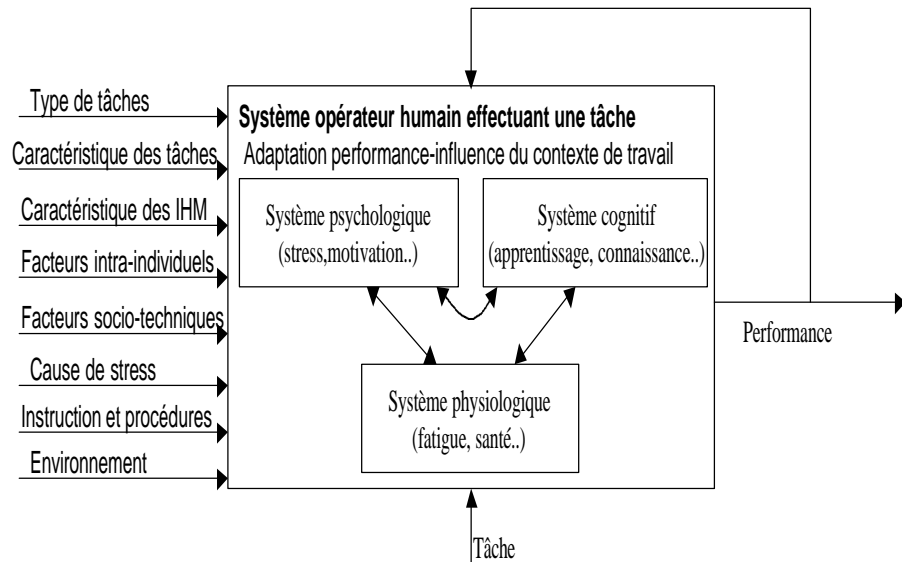 Type de tâches
Caractéristique des tâches
Caractéristique des IHM
Facteurs intra-individuels
Facteurs socio-techniques
Cause de stress
Instruction et procédures
Environnement
Système opérateur humain effectuant une tâche
Adaptation performance-influence du contexte de travail
Système psychologique
(stress,motivation..)
Système cognitif
(apprentissage, connaissance..)
Système physiologique
(fatigue, santé..)
Performance
Tâche